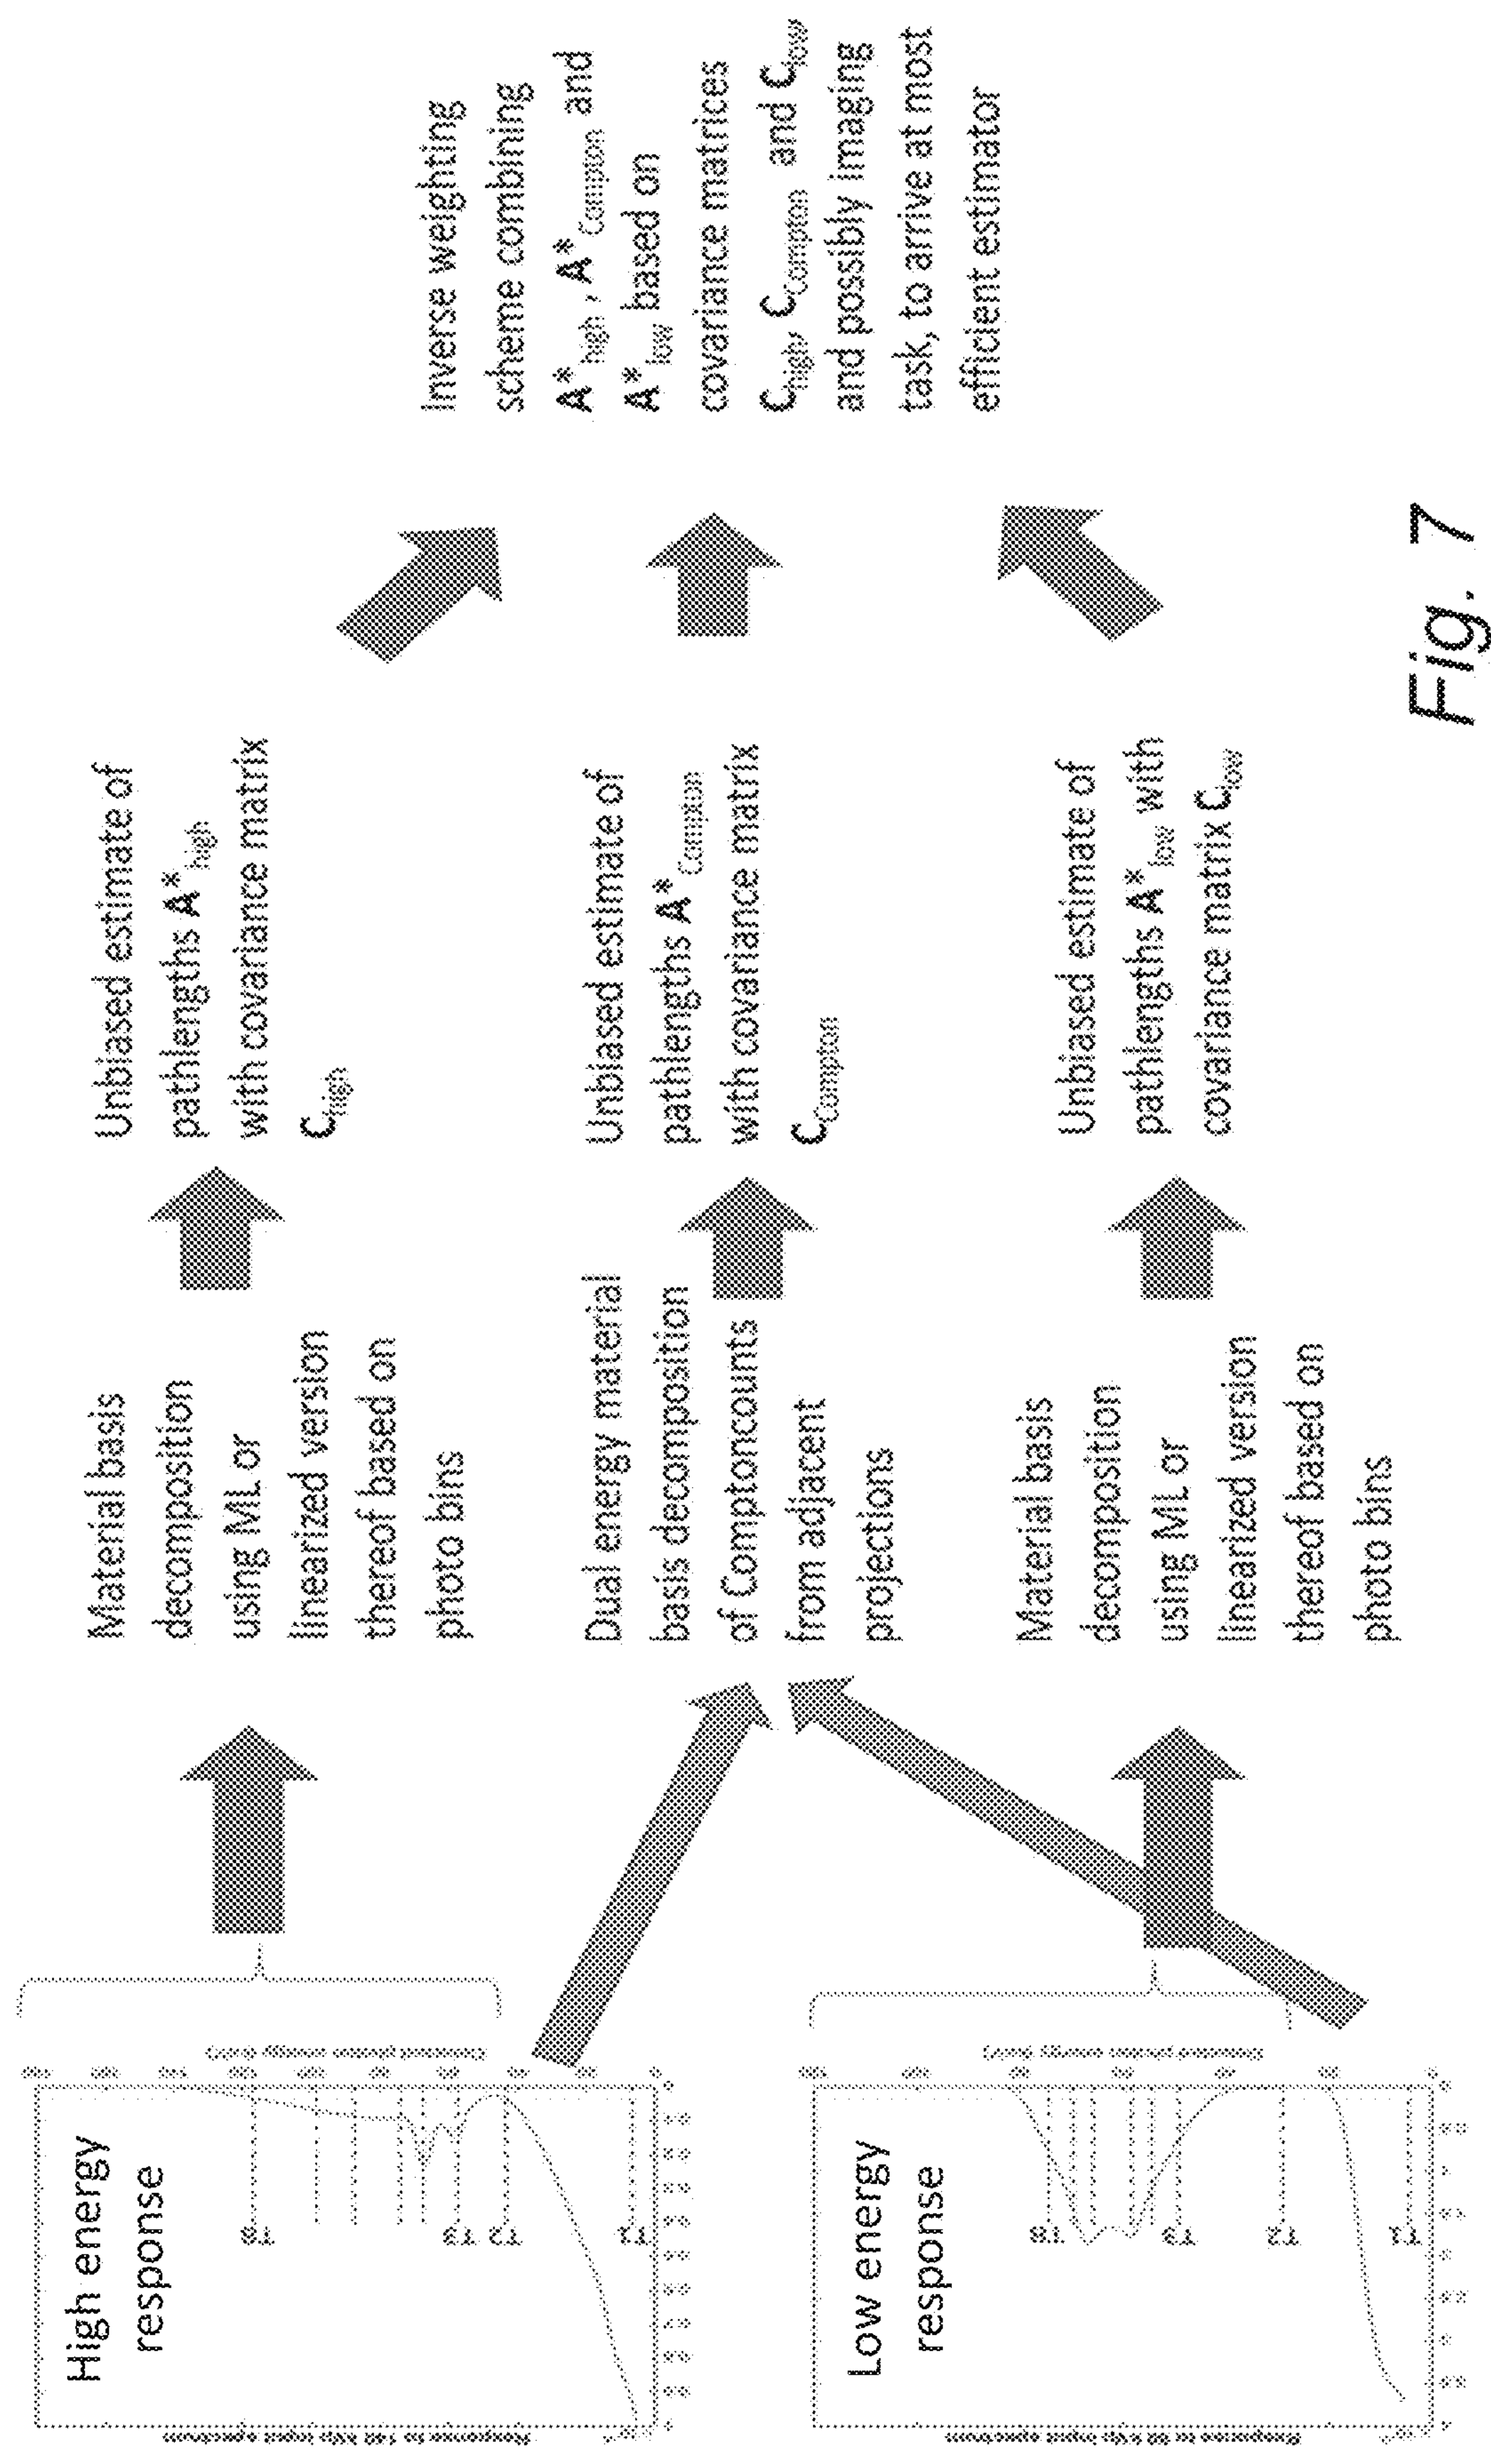 High energy
response
Material basis
decomposition
using ML or
linearized version
thereof based on
photo bins
Unbiased estimate of
pathlengths A*high
with covariance matrix
Chigh
Low energy
response
Dual energy material
basis decomposition
of Comptoncounts
from adjacent
projections
Unbiased estimate of
pathlengths A*Compton
with covariance matrix
CCompton
Material basis
decomposition
using ML or
linearized version
thereof based on
photo bins
Unbiased estimate of
pathlengths A*low with
covariance matrix Clow
Inverse weighting
scheme combining
A*high , A*Compton and
A*low based on
covariance matrices
Chigh, CCompton and Clow
and possibly imaging
task, to arrive at most
efficient estimator
Fig. 7